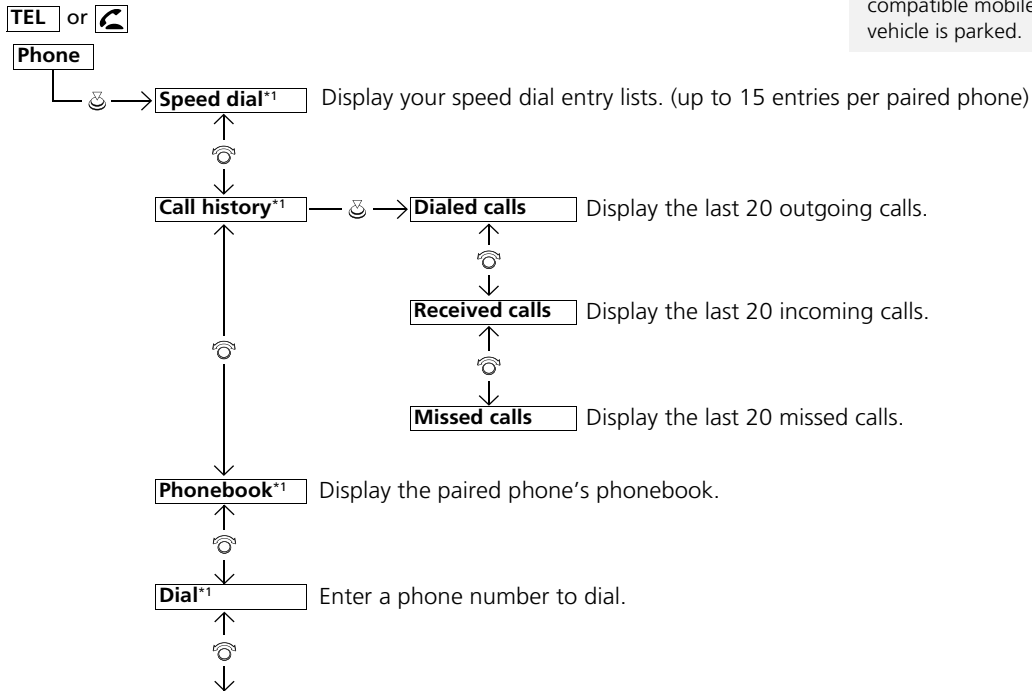 compatible mobile
vehicle is parked.
TEL or
Phone
Speed dial*1 Display your speed dial entry lists. (up to 15 entries per paired phone)
Call history*1 Dialed calls Display the last 20 outgoing calls.
Received calls Display the last 20 incoming calls.
Missed calls Display the last 20 missed calls.
Phonebook*1 Display the paired phone’s phonebook.
Dial*1 Enter a phone number to dial.